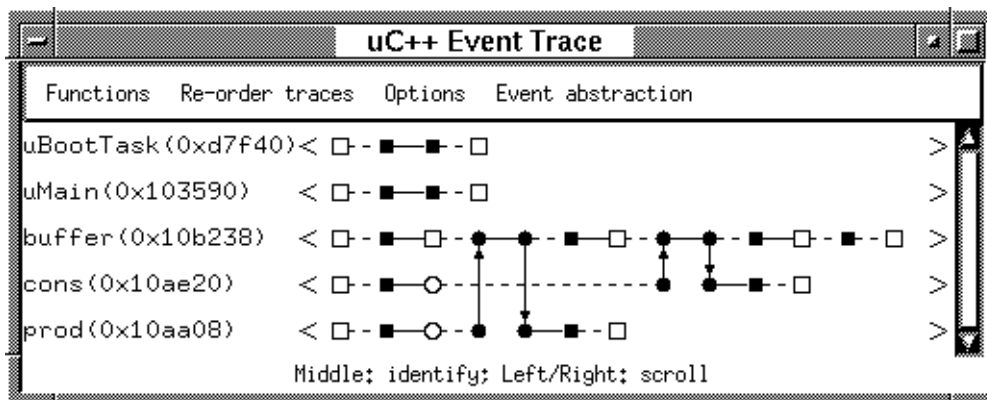 uC++ Event Trace
Functions Re-order traces Options Event abstraction
uBootTask(0xd7f40)< >
uMain(0x103590) < >
buffer(0x10b238) < >
cons(0x10ae20) < >
prod(0x10aa08) < >
Middle: identify; Left/Right: scroll